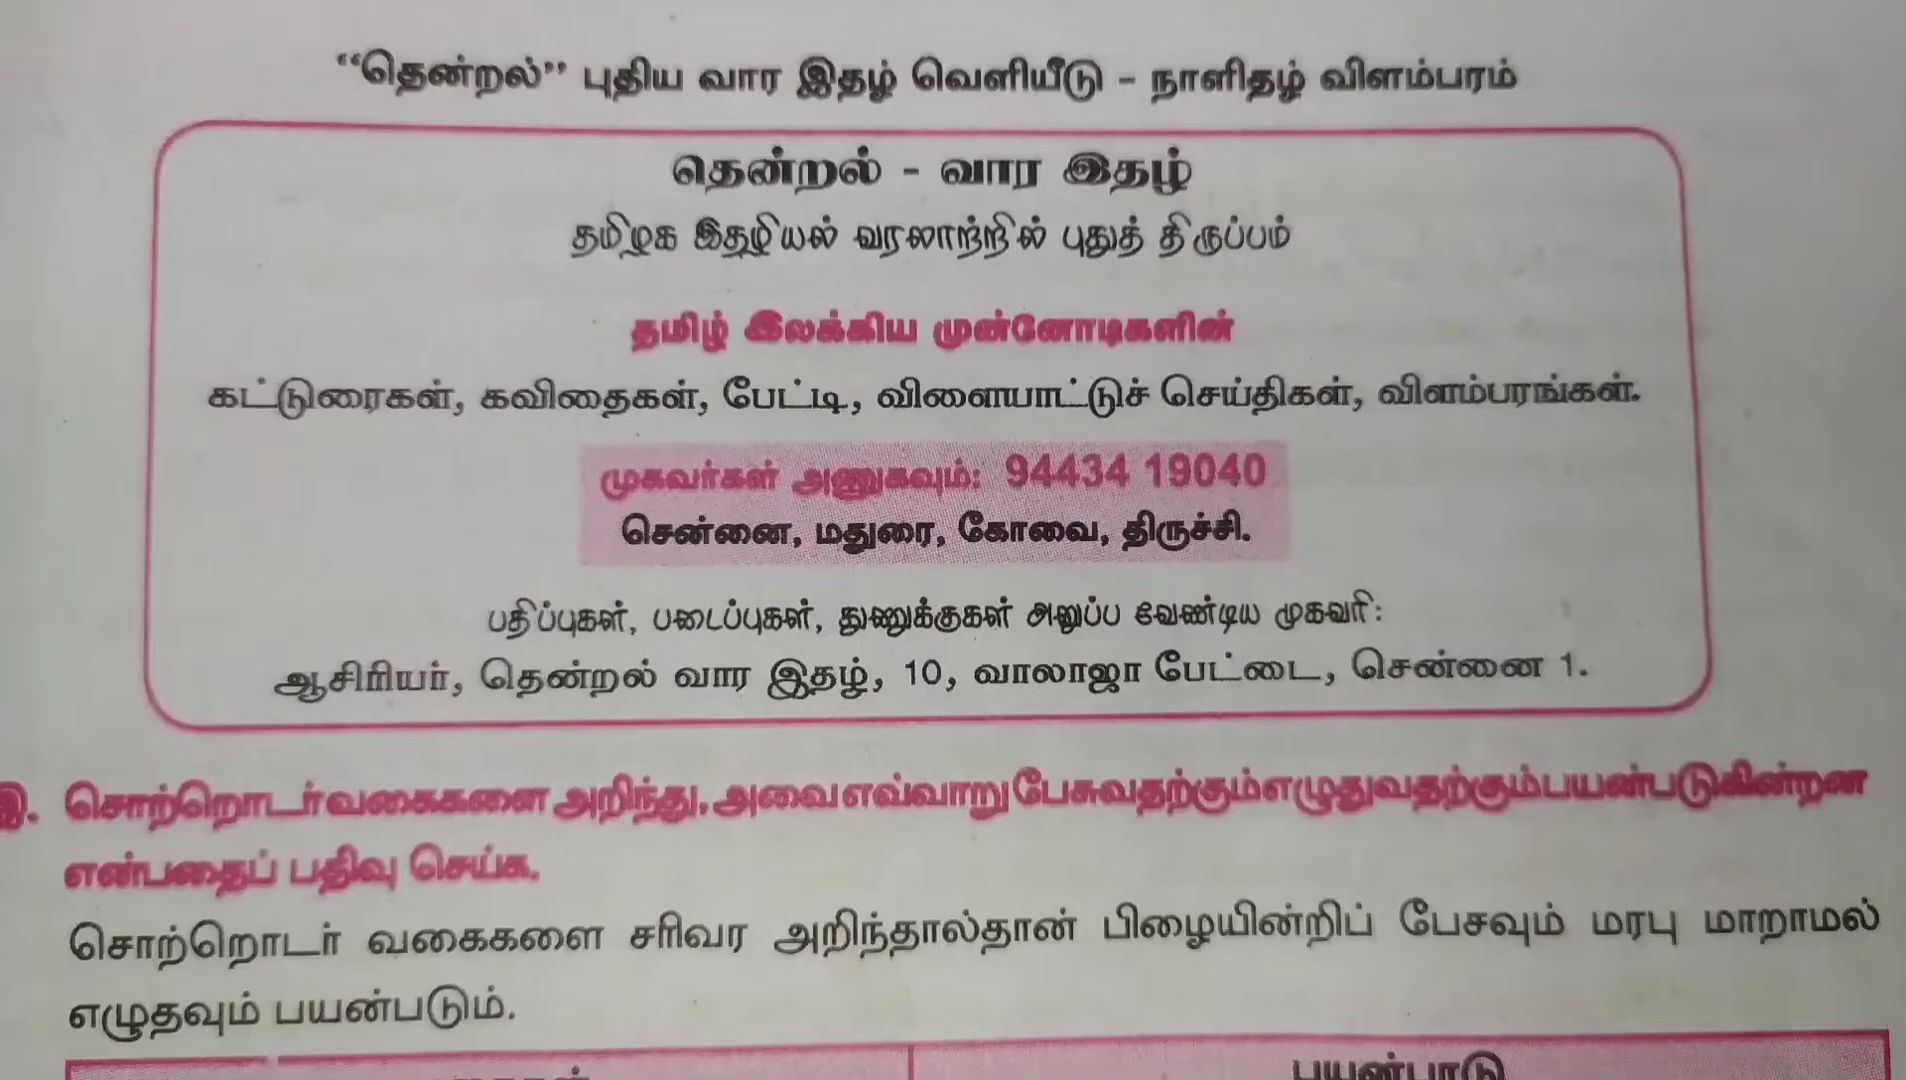 “தென்றல்” புதிய வார இதழ் வெளியீடு - நாளிதழ் விளம்பரம்
தென்றல் - வார இதழ்
தமிழக இதழியல் வரலாற்றில் புதுத் திருப்பம்
தமிழ் இலக்கிய முன்னோடிகளின்
கட்டுரைகள், கவிதைகள், பேட்டி, விளையாட்டுச் செய்திகள், விளம்பரங்கள்.
முகவர்கள் அணுகவும்: 94434 19040
சென்னை, மதுரை, கோவை, திருச்சி.
பதிப்புகள், படைப்புகள், துணுக்குகள் அனுப்ப வேண்டிய முகவரி:
ஆசிரியர், தென்றல் வார இதழ், 10, வாலாஜா பேட்டை, சென்னை 1.
இ. சொற்றொடர் வகைகளை அறிந்து, அவை எவ்வாறு பேசுவதற்கும் எழுதுவதற்கும் பயன்படுகின்றன
என்பதைப் பதிவு செய்க.
சொற்றொடர் வகைகளை சரிவர அறிந்தால்தான் பிழையின்றிப் பேசவும் மரபு மாறாமல்
எழுதவும் பயன்படும்.
பயன்பாடு